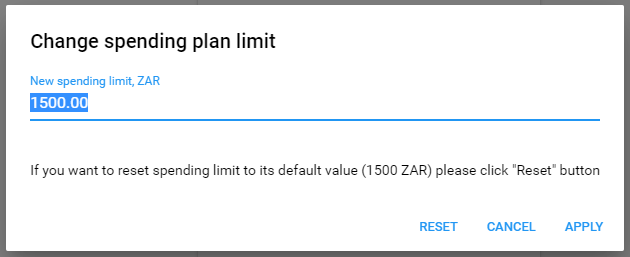 Change spending plan limit
New spending limit, ZAR
1500.00
If you want to reset spending limit to its default value (1500 ZAR) please click "Reset" button
RESET CANCEL APPLY